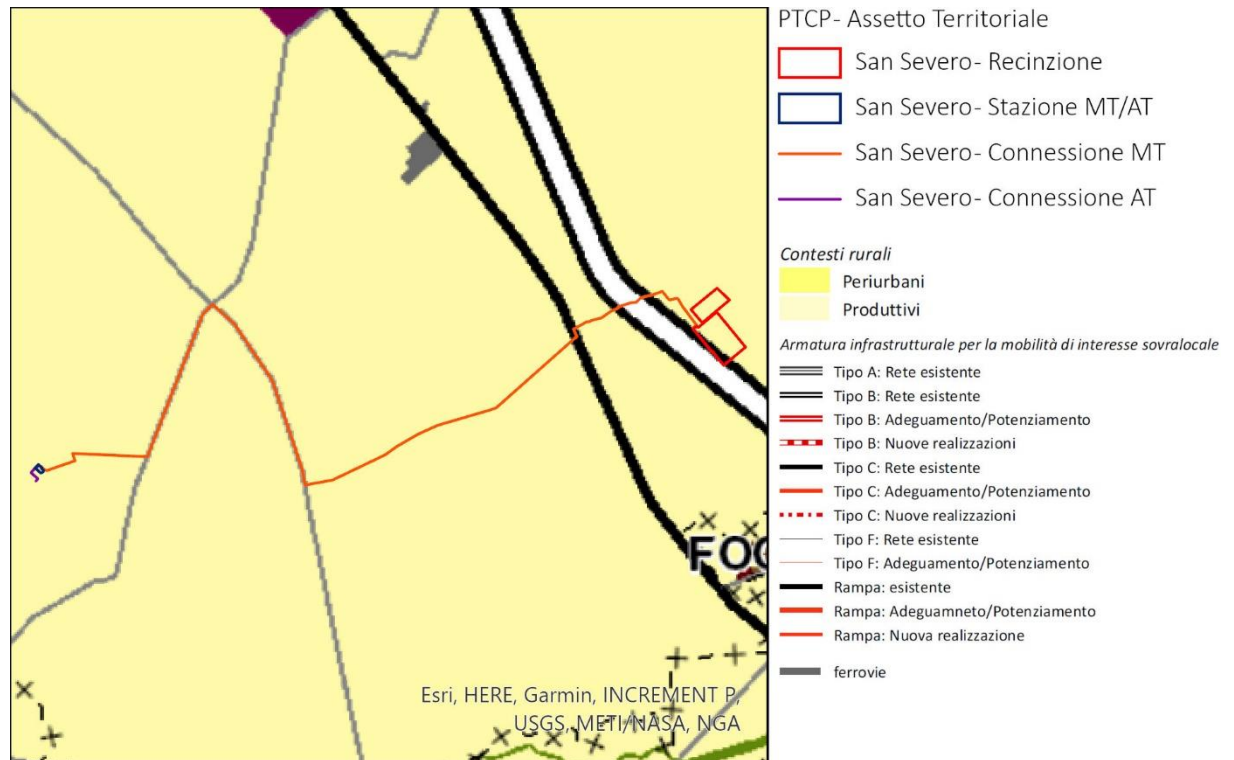 PTCP- Assetto Territoriale
San Severo- Recinzione
San Severo- Stazione MT/AT
San Severo- Connessione MT
San Severo- Connessione AT
Contesti rurali
Periurbani
Produttivi
Armatura infrastrutturale per la mobilità di interesse sovralocale
Tipo A: Rete esistente
Tipo B: Rete esistente
Tipo B: Adeguamento/Potenziamento
Tipo B: Nuove realizzazioni
Tipo C: Rete esistente
Tipo C: Adeguamento/Potenziamento
Tipo C: Nuove realizzazioni
Tipo F: Rete esistente
Tipo F: Adeguamento/Potenziamento
Rampa: esistente
Rampa: Adeguamneto/Potenziamento
Rampa: Nuova realizzazione
ferrovie
FOG
Esri, HERE, Garmin, INCREMENT P,
USGS, METI/NASA, NGA